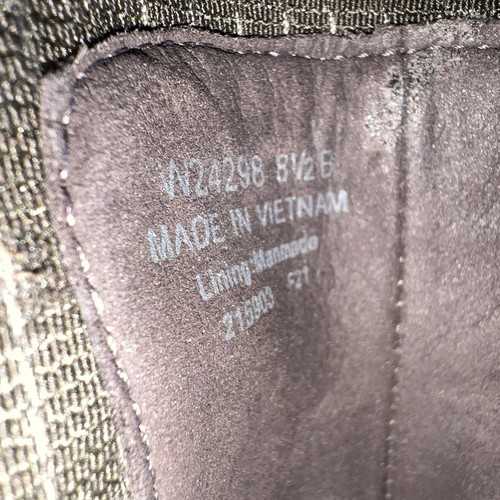 W24298 8½ B
MADE IN VIETNAM
Lining-Manmade
215903 F21